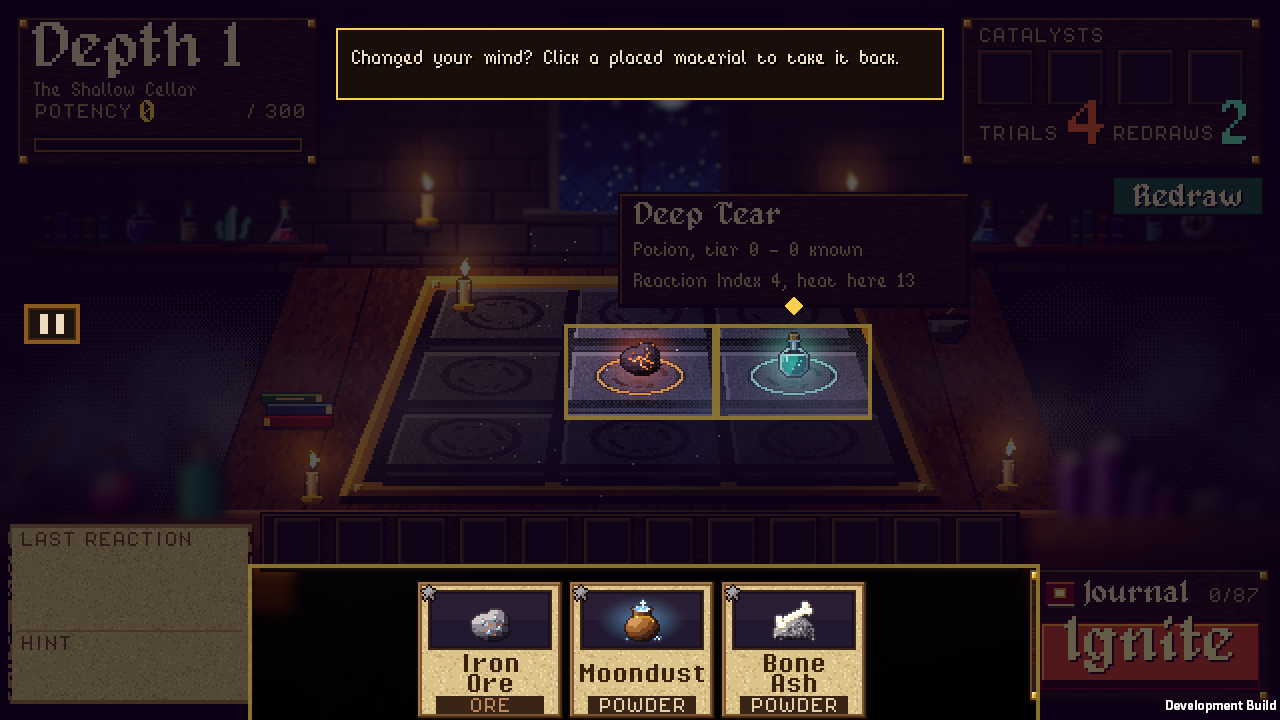 Depth 1
The Shallow Cellar
POTENCY 0 / 300
Changed your mind? Click a placed material to take it back.
CATALYSTS
TRIALS 4 REDRAWS 2
Redraw
Deep Tear
Potion, tier 0 - 0 known
Reaction Index 4, heat here 13
LAST REACTION
HINT
Iron
Ore
ORE
Moondust
POWDER
Bone
Ash
POWDER
Journal 0/87
Ignite
Development Build